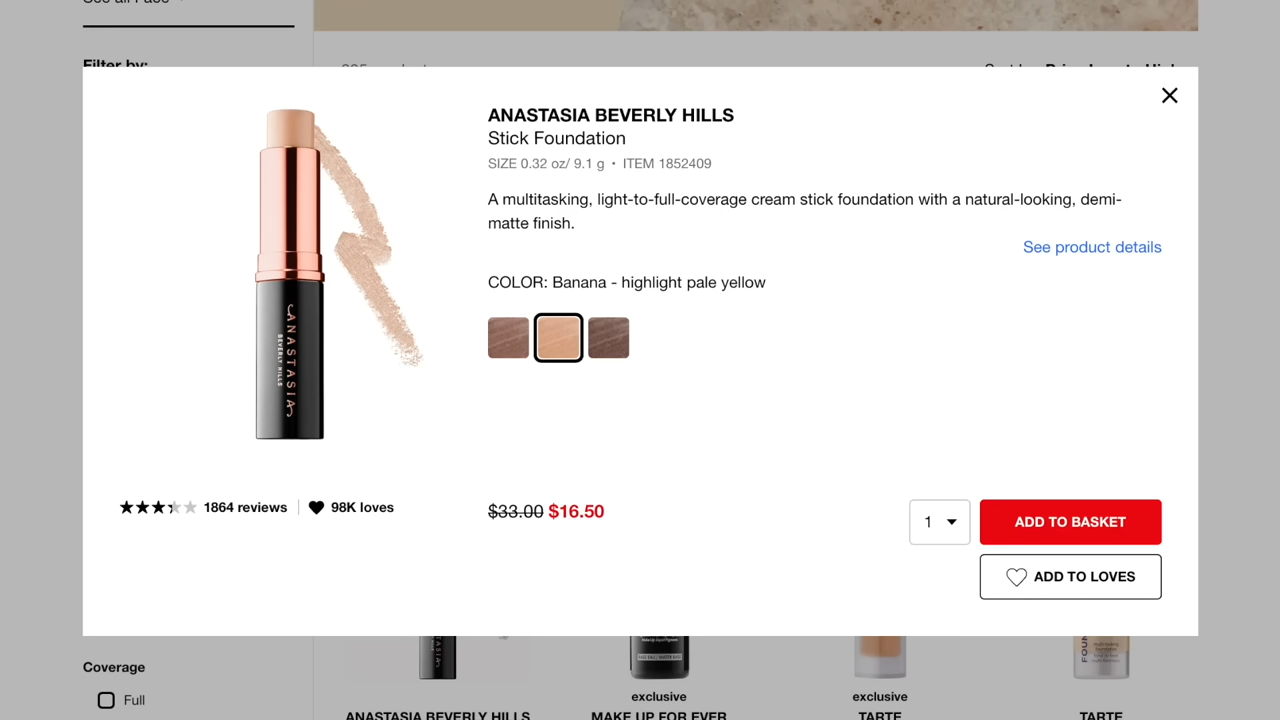 Filter by:
ANASTASIA BEVERLY HILLS
Stick Foundation
SIZE 0.32 oz/ 9.1 g • ITEM 1852409
A multitasking, light-to-full-coverage cream stick foundation with a natural-looking, demi-
matte finish.
See product details
COLOR: Banana - highlight pale yellow
ANASTASIA
BEVERLY HILLS
1864 reviews
98K loves
$33.00 $16.50
1
ADD TO BASKET
ADD TO LOVES
Coverage
Full
exclusive
exclusive
ANASTASIA BEVERLY HILLS
MAKE UP FOR EVER
TARTE
TARTE